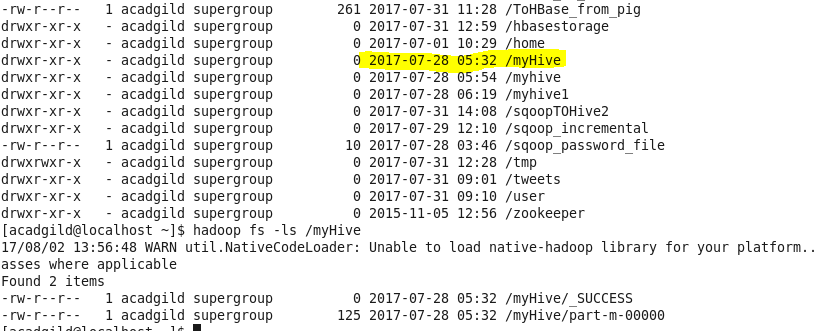 -rw-r--r-- 1 acadgild supergroup 261 2017-07-31 11:28 /ToHBase_from_pig
drwxr-xr-x - acadgild supergroup 0 2017-07-31 12:59 /hbasestorage
drwxr-xr-x - acadgild supergroup 0 2017-07-01 10:29 /home
drwxr-xr-x - acadgild supergroup 0 2017-07-28 05:32 /myHive
drwxr-xr-x - acadgild supergroup 0 2017-07-28 05:54 /myhive
drwxr-xr-x - acadgild supergroup 0 2017-07-28 06:19 /myhive1
drwxr-xr-x - acadgild supergroup 0 2017-07-31 14:08 /sqoopTOHive2
drwxr-xr-x - acadgild supergroup 0 2017-07-29 12:10 /sqoop_incremental
-rw-r--r-- 1 acadgild supergroup 10 2017-07-28 03:46 /sqoop_password_file
drwxrwxr-x - acadgild supergroup 0 2017-07-31 12:28 /tmp
drwxr-xr-x - acadgild supergroup 0 2017-07-31 09:01 /tweets
drwxr-xr-x - acadgild supergroup 0 2017-07-31 09:10 /user
drwxr-xr-x - acadgild supergroup 0 2015-11-05 12:56 /zookeeper
[acadgild@localhost ~]$ hadoop fs -ls /myHive
17/08/02 13:56:48 WARN util.NativeCodeLoader: Unable to load native-hadoop library for your platform..
asses where applicable
Found 2 items
-rw-r--r-- 1 acadgild supergroup 0 2017-07-28 05:32 /myHive/_SUCCESS
-rw-r--r-- 1 acadgild supergroup 125 2017-07-28 05:32 /myHive/part-m-00000
[acadgild@localhost ~]$